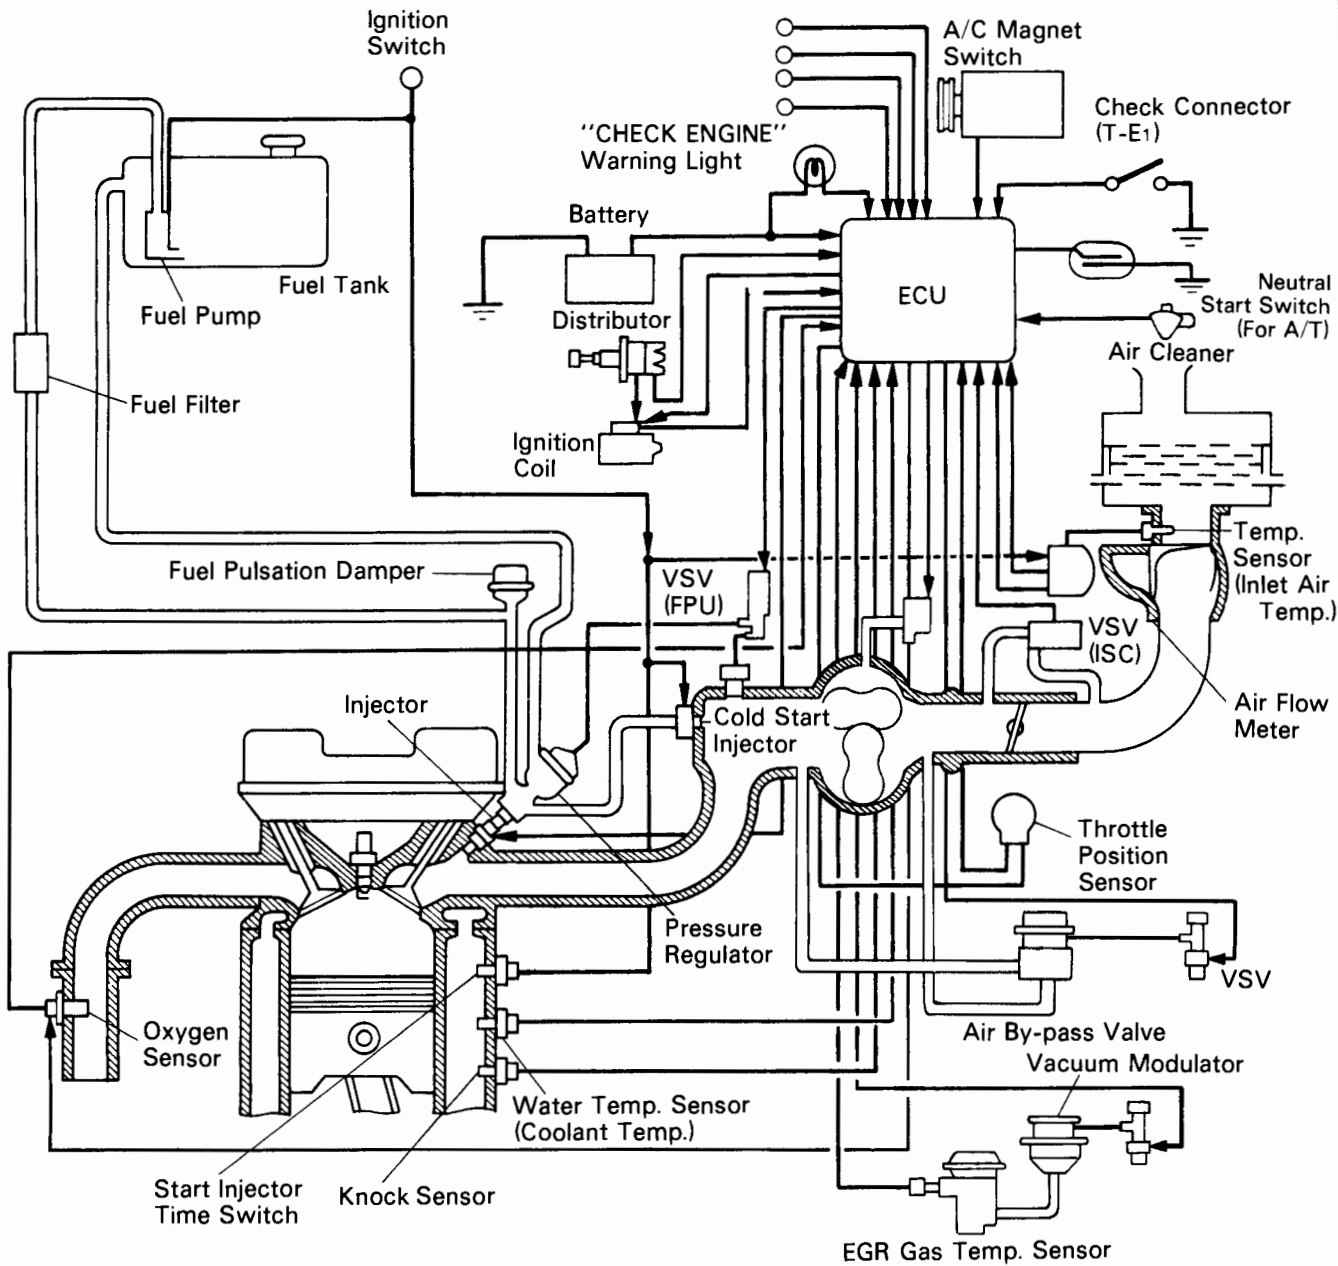 Ignition
Switch
A/C Magnet
Switch
Check Connector
(T-E1)
"CHECK ENGINE"
Warning Light
Battery
Fuel Tank
Fuel Pump
ECU
Neutral
Start Switch
(For A/T)
Distributor
Air Cleaner
Fuel Filter
Ignition
Coil
Temp.
Sensor
(Inlet Air
Temp.)
Fuel Pulsation Damper
VSV
(FPU)
VSV
(ISC)
Injector
Cold Start
Injector
Air Flow
Meter
Throttle
Position
Sensor
Pressure
Regulator
VSV
Oxygen
Sensor
Air By-pass Valve
Vacuum Modulator
Water Temp. Sensor
(Coolant Temp.)
Start Injector
Time Switch
Knock Sensor
EGR Gas Temp. Sensor